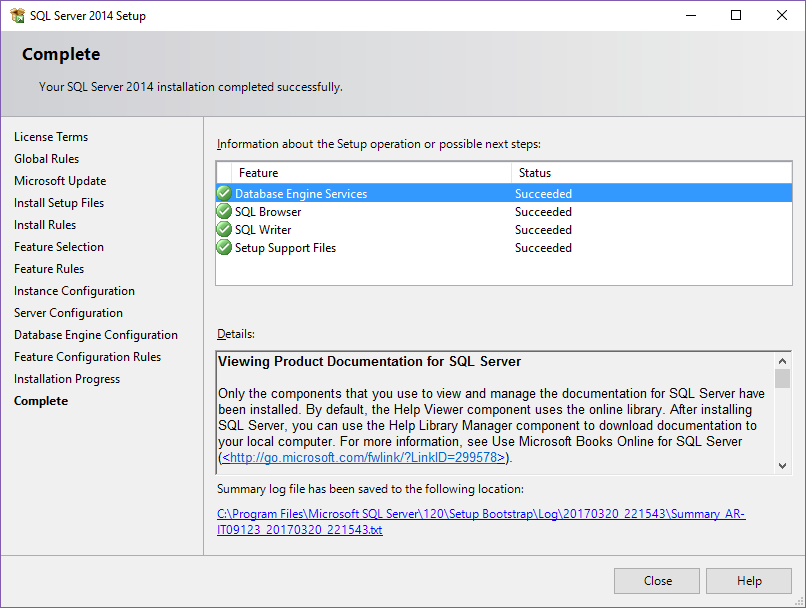 SQL Server 2014 Setup
Complete
Your SQL Server 2014 installation completed successfully.
License Terms
Global Rules
Microsoft Update
Install Setup Files
Install Rules
Feature Selection
Feature Rules
Instance Configuration
Server Configuration
Database Engine Configuration
Feature Configuration Rules
Installation Progress
Complete
Information about the Setup operation or possible next steps:
Feature Status
Database Engine Services Succeeded
SQL Browser Succeeded
SQL Writer Succeeded
Setup Support Files Succeeded
Details:
Viewing Product Documentation for SQL Server
Only the components that you use to view and manage the documentation for SQL Server have
been installed. By default, the Help Viewer component uses the online library. After installing
SQL Server, you can use the Help Library Manager component to download documentation to
your local computer. For more information, see Use Microsoft Books Online for SQL Server
(<http://go.microsoft.com/fwlink/?LinkID=299578>).
Summary log file has been saved to the following location:
C:\Program Files\Microsoft SQL Server\120\Setup Bootstrap\Log\20170320_221543\Summary_AR-
IT09123_20170320_221543.txt
Close Help